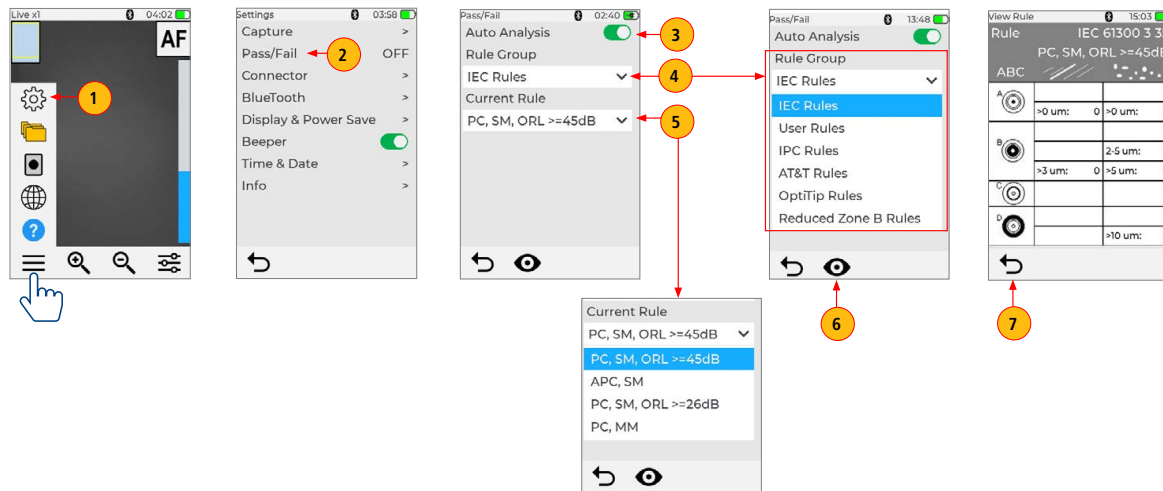 Live x1 04:02
AF
1
?
Settings 03:58
Capture >
Pass/Fail OFF
2
Connector >
BlueTooth >
Display & Power Save >
Beeper
Time & Date >
Info >
Pass/Fail 02:40
Auto Analysis
3
Rule Group
IEC Rules
4
Current Rule
PC, SM, ORL >=45dB
5
Current Rule
PC, SM, ORL >=45dB
PC, SM, ORL >=45dB
APC, SM
PC, SM, ORL >=26dB
PC, MM
Pass/Fail 13:48
Auto Analysis
Rule Group
IEC Rules
IEC Rules
User Rules
IPC Rules
AT&T Rules
OptiTip Rules
Reduced Zone B Rules
6
View Rule 15:03
Rule IEC 61300 3 35
PC, SM, ORL >=45dB
ABC
A >0 um: 0 >0 um:
B 2-5 um:
>3 um: 0 >5 um:
C
D >10 um:
7